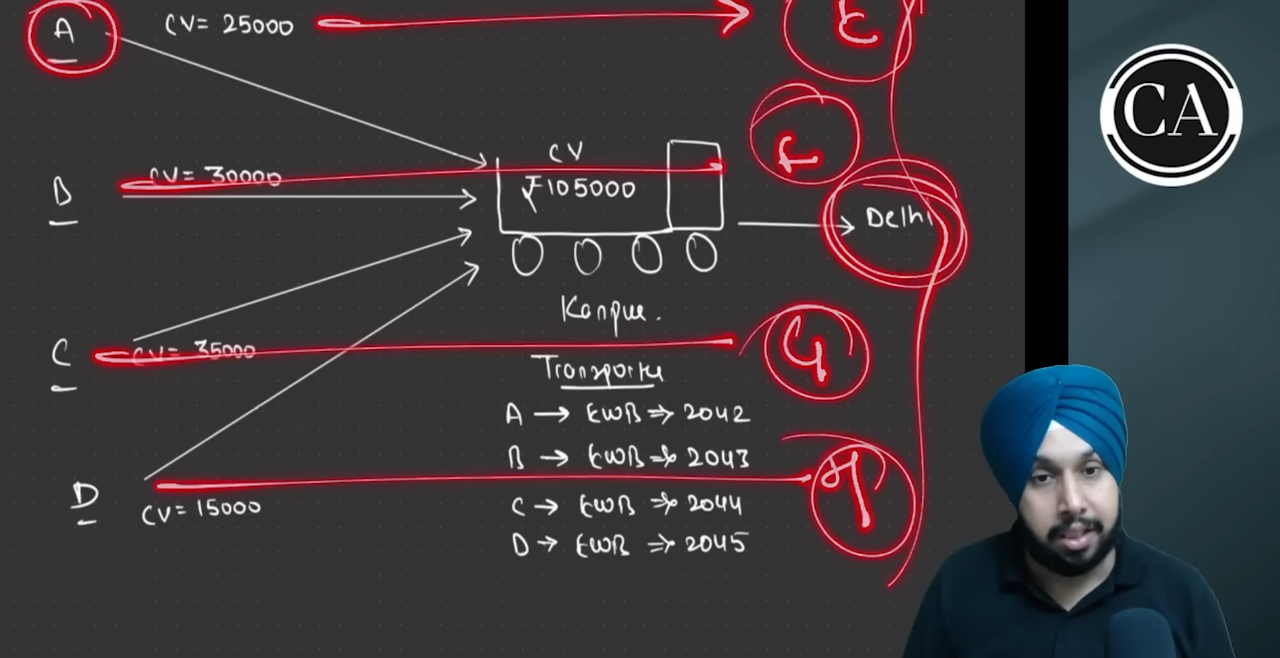 A CV = 25000 E
CA
F
CV
B CV = 30000 ₹105000
Delhi
Kanpur.
C CV = 35000 G
Transporter
A → EWB ⇒ 2042
B → EWB ⇒ 2043
D CV = 15000
C → EWB ⇒ 2044
D → EWB ⇒ 2045